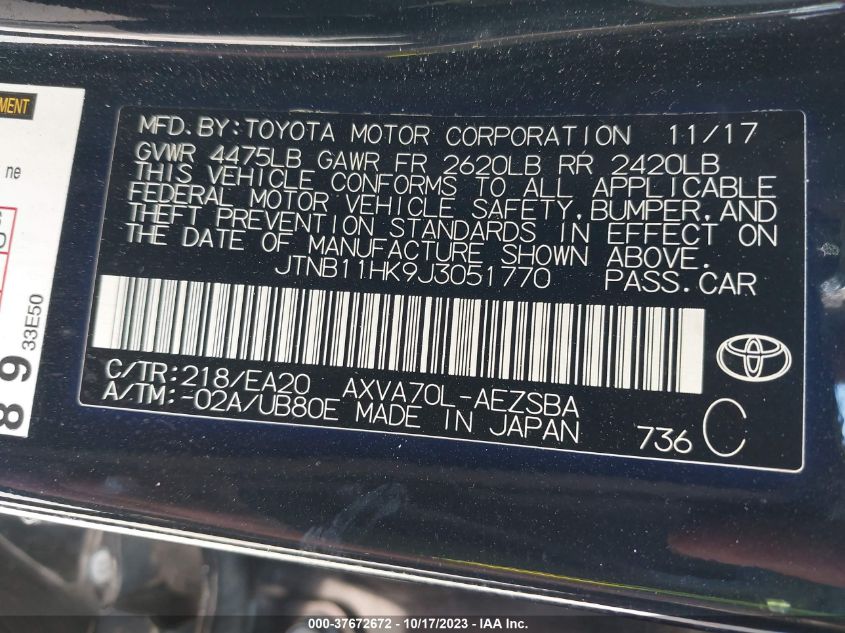 MFD.BY:TOYOTA MOTOR CORPORATION 11/17
GVWR 4475LB GAWR FR 2620LB RR 2420LB
THIS VEHICLE CONFORMS TO ALL APPLICABLE
FEDERAL MOTOR VEHICLE SAFETY,BUMPER,AND
THEFT PREVENTION STANDARDS IN EFFECT ON
THE DATE OF MANUFACTURE SHOWN ABOVE.
JTNB11HK9J3051770 PASS.CAR
C/TR:218/EA20 AXVA70L-AEZSBA
A/TM:-02A/UB80E MADE IN JAPAN
736 C
MENT
ne
33E50
89
000-37672672 / 10/17/2023 - IAA Inc.